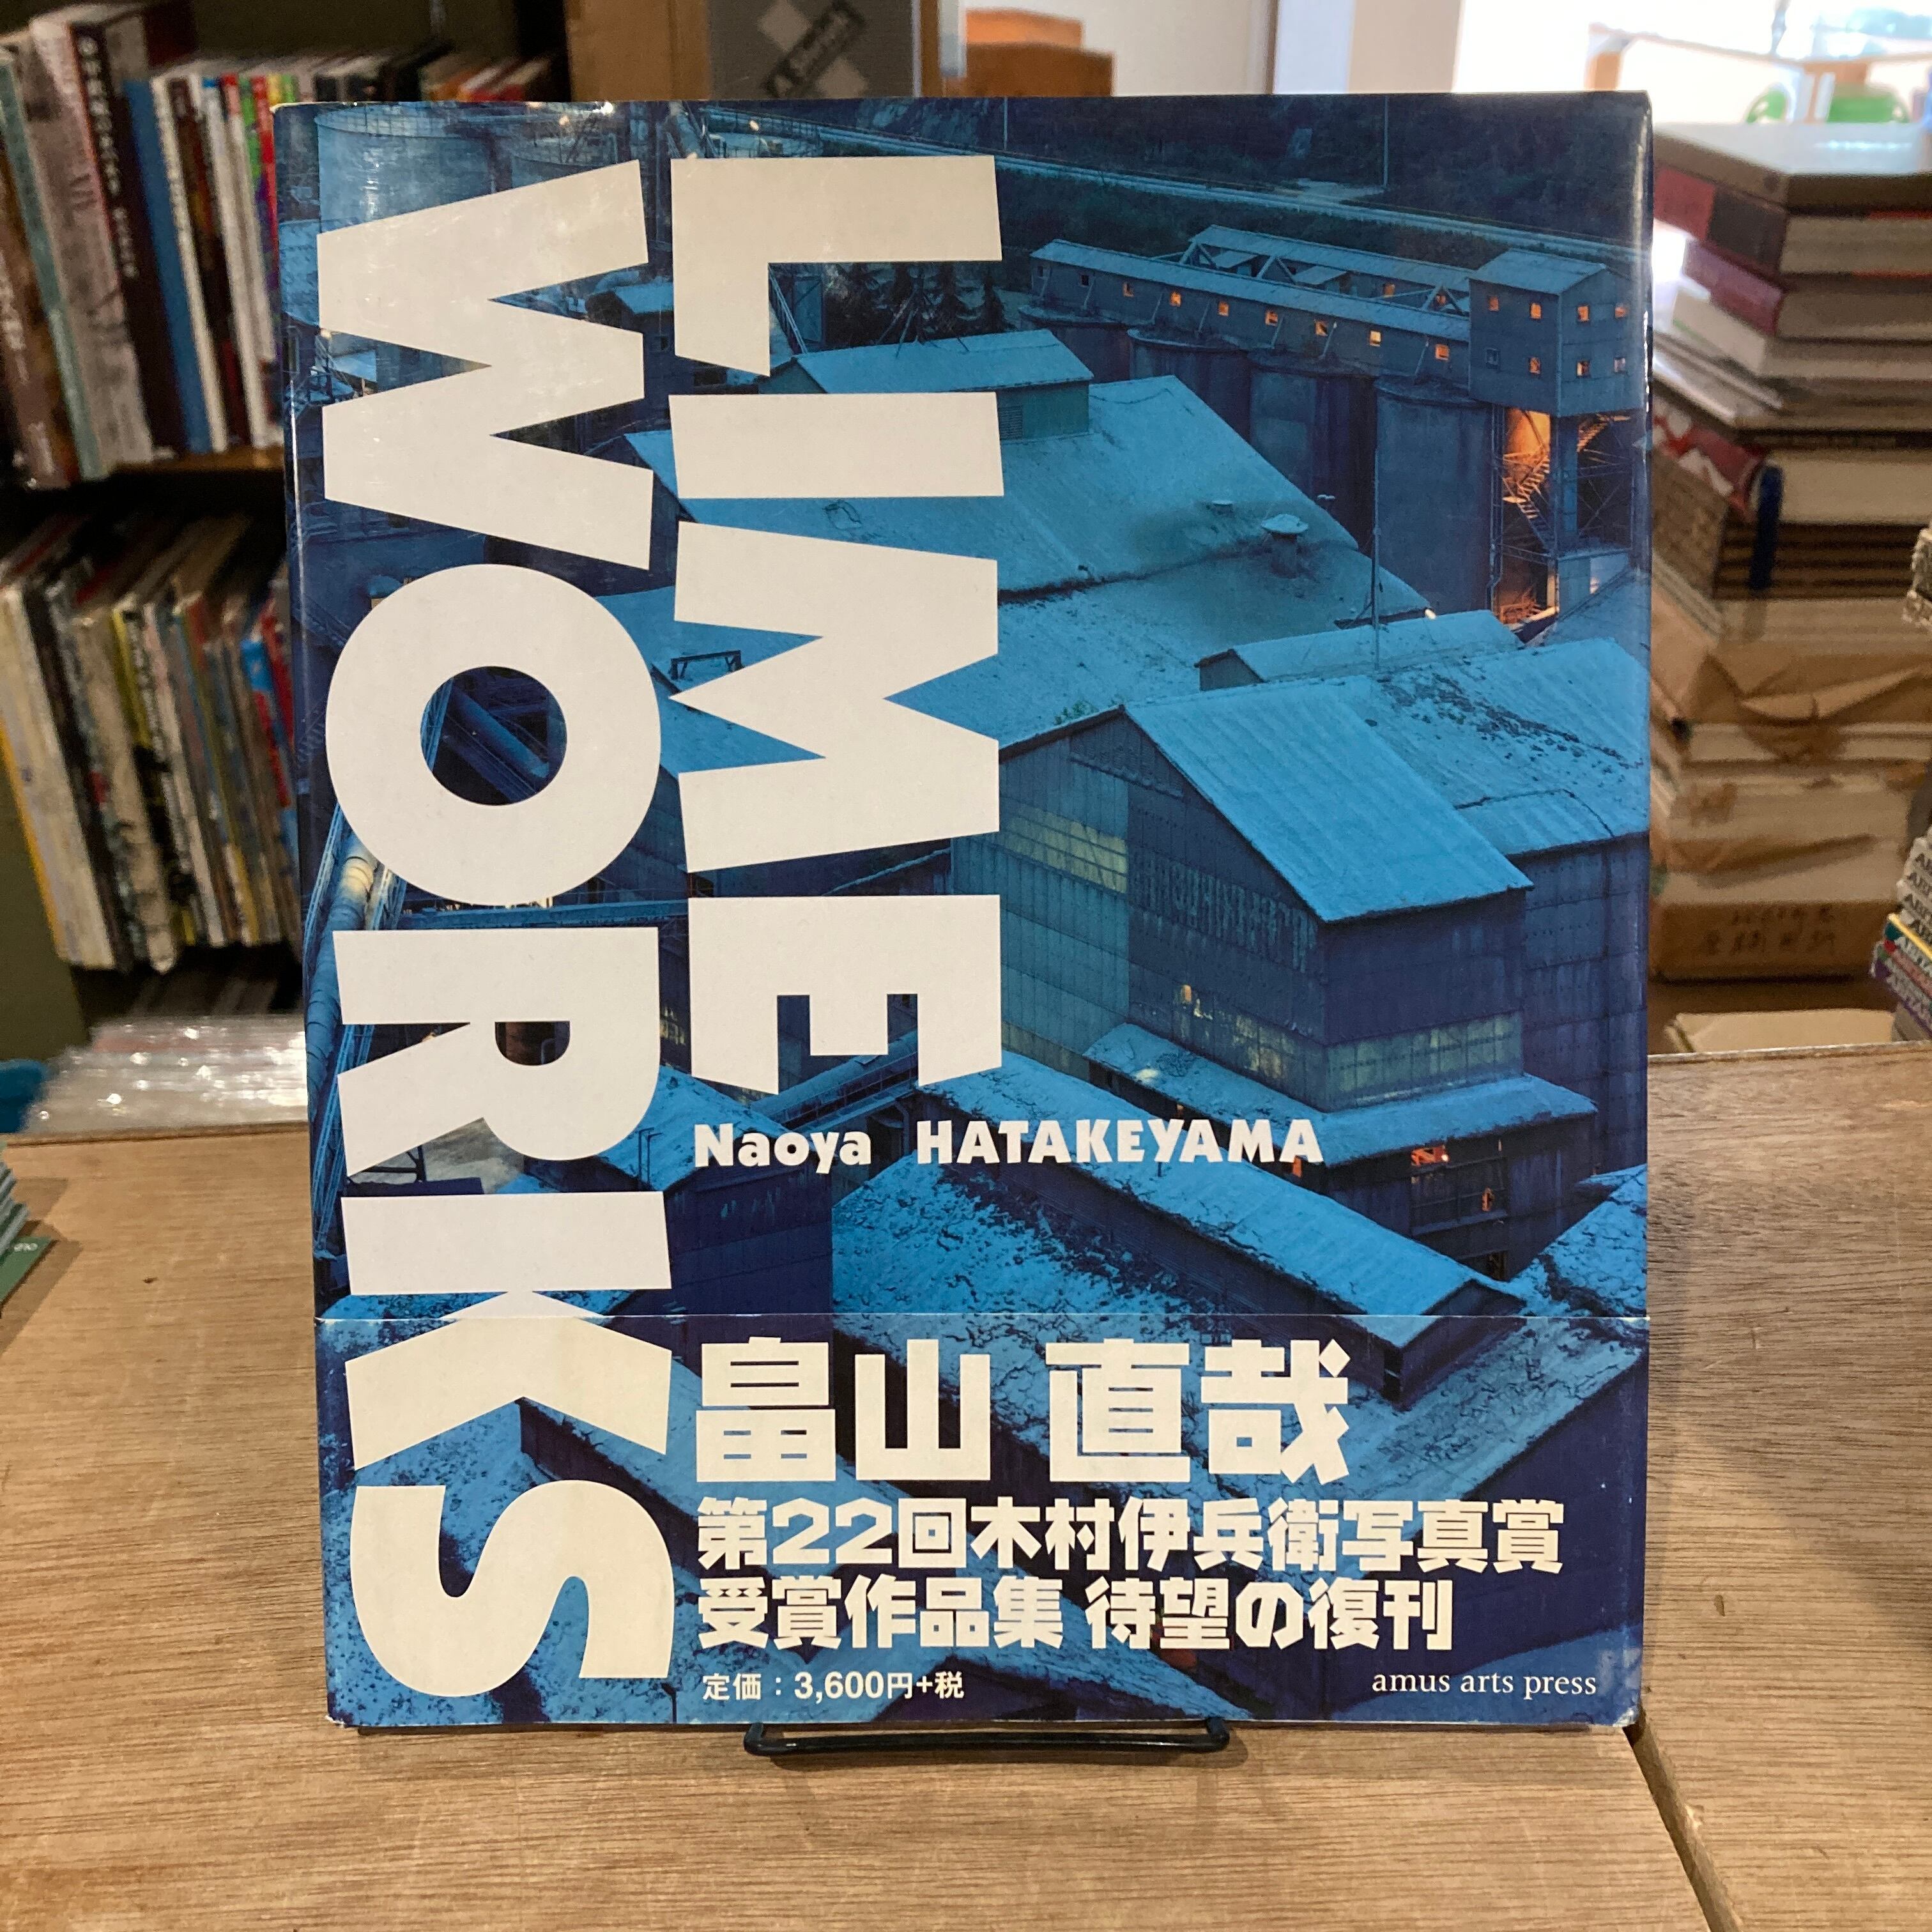 LIME
WORKS
Naoya HATAKEYAMA
畠山 直哉
第22回木村伊兵衛写真賞
受賞作品集 待望の復刊
定価：3,600円+税
amus arts press